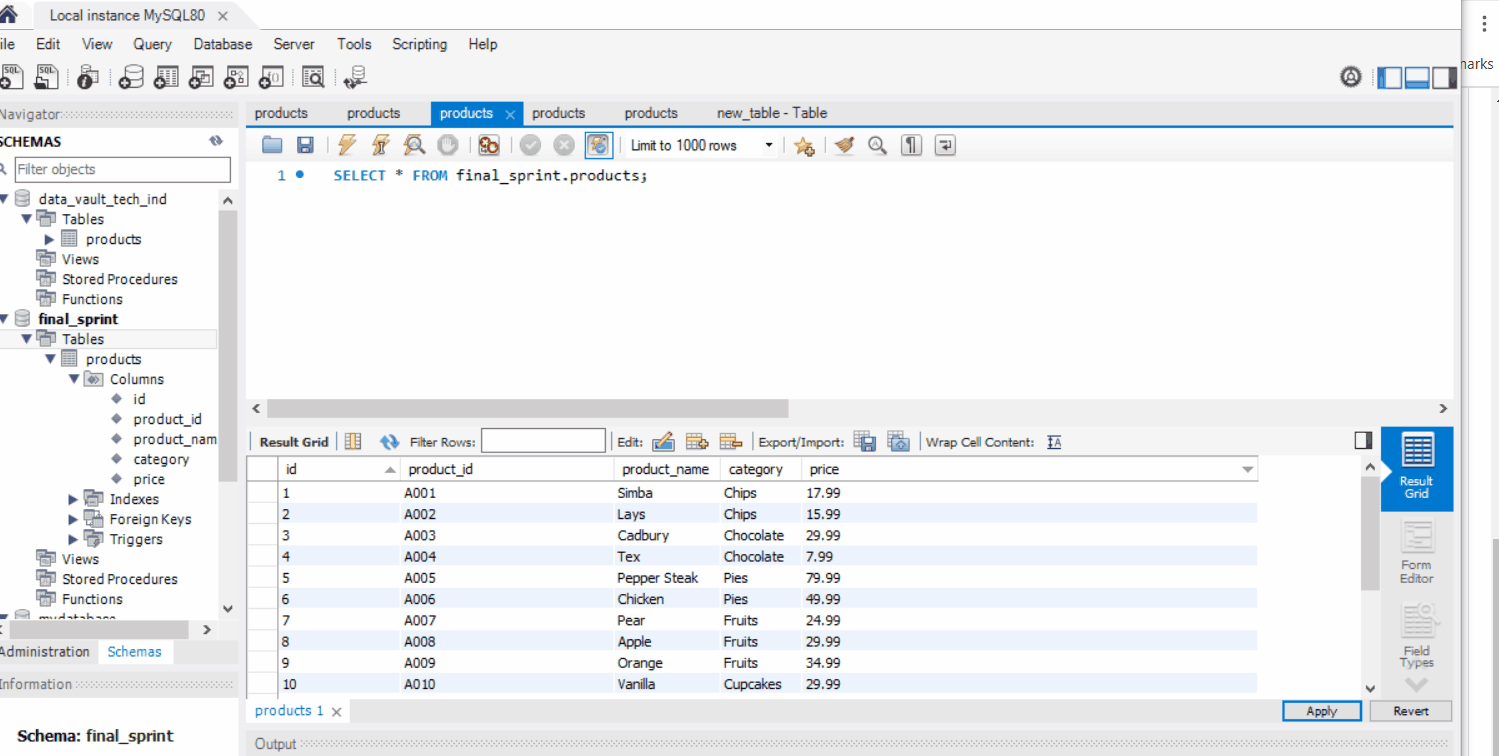 Local instance MySQL80
ile Edit View Query Database Server Tools Scripting Help
arks
Navigator
SCHEMAS
Filter objects
data_vault_tech_ind
Tables
products
Views
Stored Procedures
Functions
final_sprint
Tables
products
Columns
id
product_id
product_nam
category
price
Indexes
Foreign Keys
Triggers
Views
Stored Procedures
Functions
mydatabase
Administration Schemas
Information
Schema: final_sprint
products products products products products new_table - Table
Limit to 1000 rows
1 SELECT * FROM final_sprint.products;
Result Grid Filter Rows: Edit: Export/Import: Wrap Cell Content:
id product_id product_name category price
1 A001 Simba Chips 17.99
2 A002 Lays Chips 15.99
3 A003 Cadbury Chocolate 29.99
4 A004 Tex Chocolate 7.99
5 A005 Pepper Steak Pies 79.99
6 A006 Chicken Pies 49.99
7 A007 Pear Fruits 24.99
8 A008 Apple Fruits 29.99
9 A009 Orange Fruits 34.99
10 A010 Vanilla Cupcakes 29.99
Result
Grid
Form
Editor
Field
Types
products 1
Apply Revert
Output